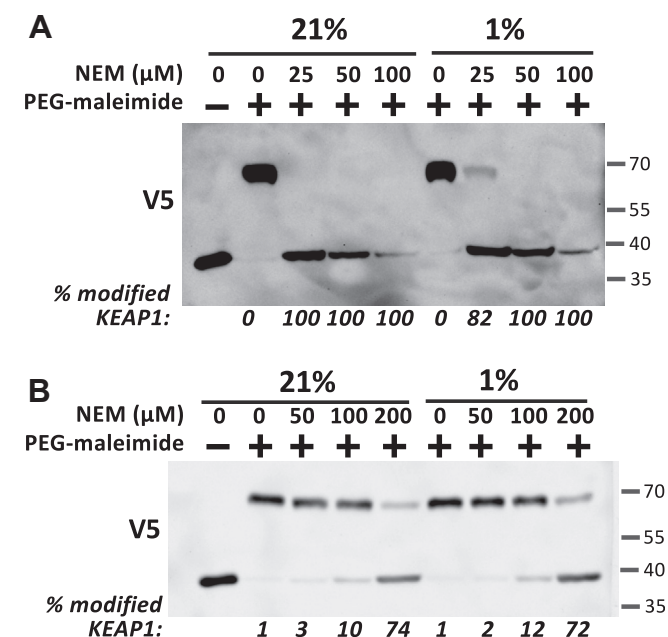 A
21% 1%
NEM (μM) 0 0 25 50 100 0 25 50 100
PEG-maleimide − + + + + + + + +
V5
70
55
40
35
% modified
KEAP1: 0 100 100 100 0 82 100 100
B
21% 1%
NEM (μM) 0 0 50 100 200 0 50 100 200
PEG-maleimide − + + + + + + + +
V5
70
55
40
35
% modified
KEAP1: 1 3 10 74 1 2 12 72